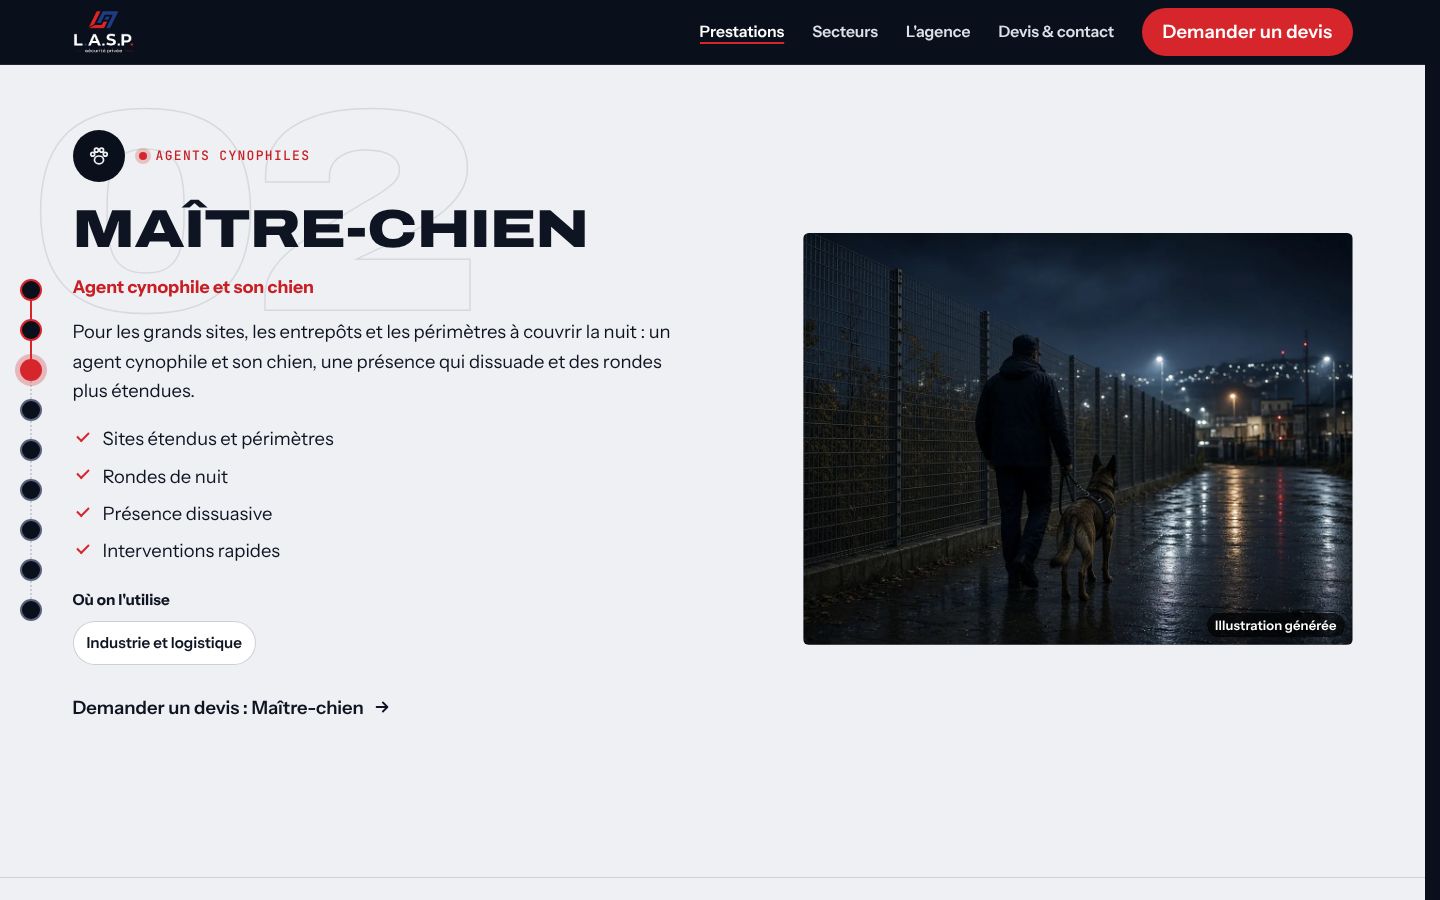 L.A.S.P.
sécurité privée
Prestations
Secteurs
L'agence
Devis & contact
Demander un devis
02
AGENTS CYNOPHILES
MAÎTRE-CHIEN
Agent cynophile et son chien
Pour les grands sites, les entrepôts et les périmètres à couvrir la nuit : un
agent cynophile et son chien, une présence qui dissuade et des rondes
plus étendues.
Sites étendus et périmètres
Rondes de nuit
Présence dissuasive
Interventions rapides
Où on l'utilise
Industrie et logistique
Demander un devis : Maître-chien
Illustration générée